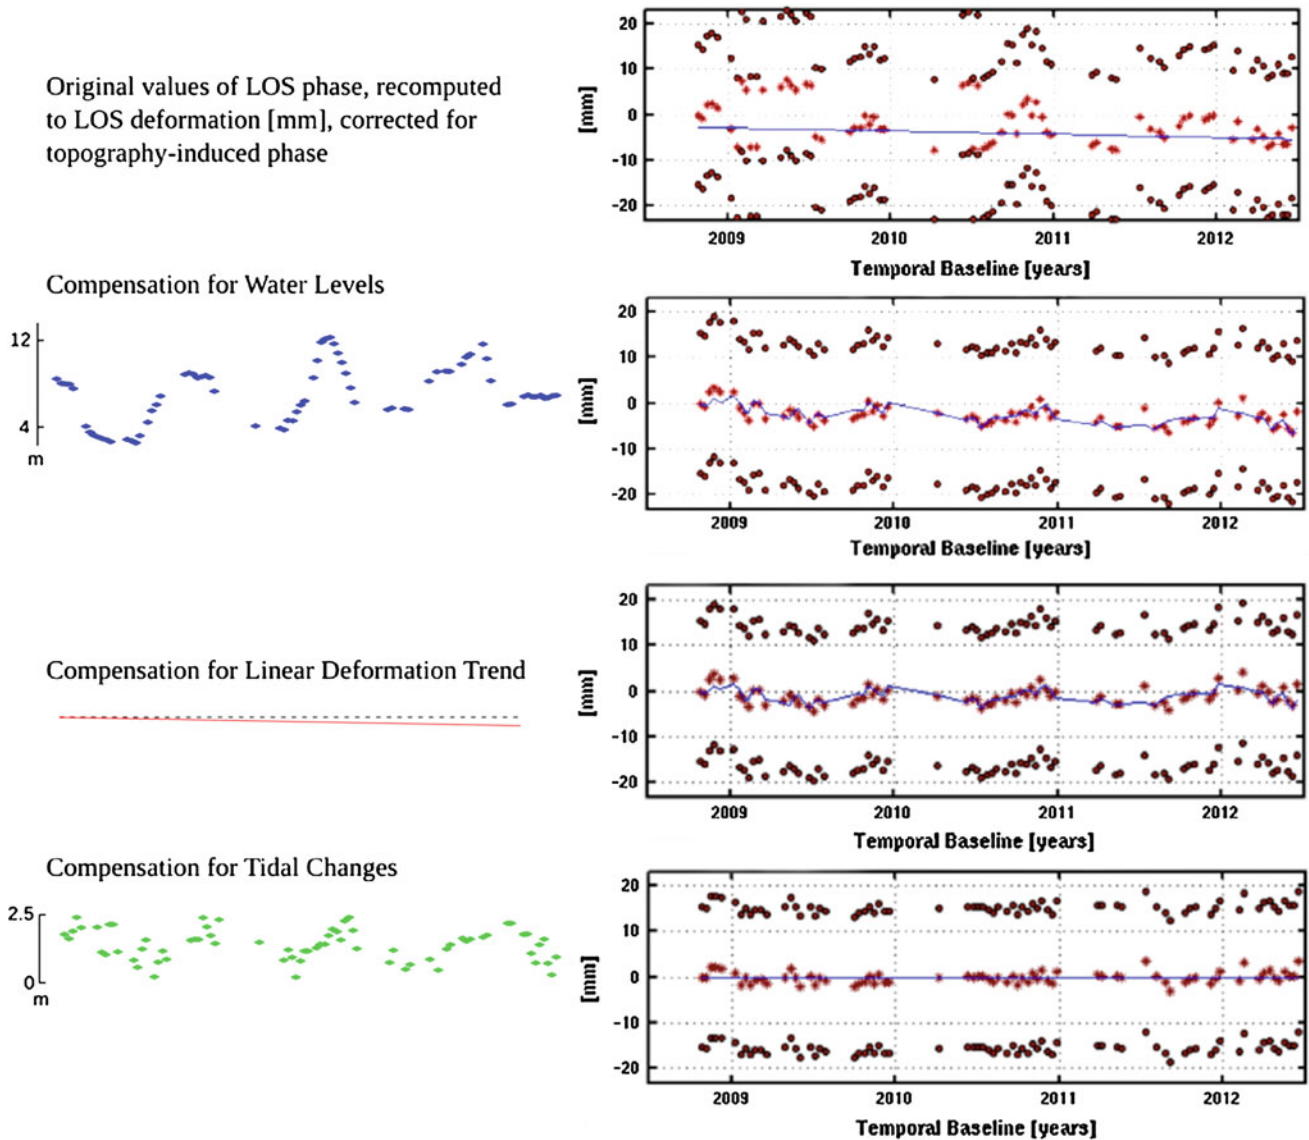 Original values of LOS phase, recomputed
to LOS deformation [mm], corrected for
topography-induced phase
20
10
0
-10
-20
[mm]
2009 2010 2011 2012
Temporal Baseline [years]
Compensation for Water Levels
12
4
m
20
10
0
-10
-20
[mm]
2009 2010 2011 2012
Temporal Baseline [years]
Compensation for Linear Deformation Trend
20
10
0
-10
-20
[mm]
2009 2010 2011 2012
Temporal Baseline [years]
Compensation for Tidal Changes
2.5
0
m
20
10
0
-10
-20
[mm]
2009 2010 2011 2012
Temporal Baseline [years]